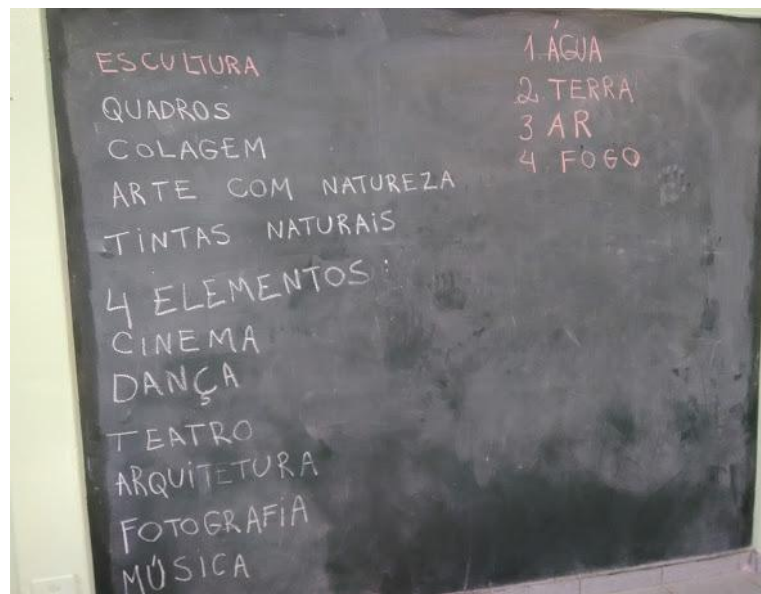 ESCULTURA
QUADROS
COLAGEM
ARTE COM NATUREZA
TINTAS NATURAIS
4 ELEMENTOS:
CINEMA
DANÇA
TEATRO
ARQUITETURA
FOTOGRAFIA
MÚSICA
1 ÁGUA
2. TERRA
3 AR
4. FOGO